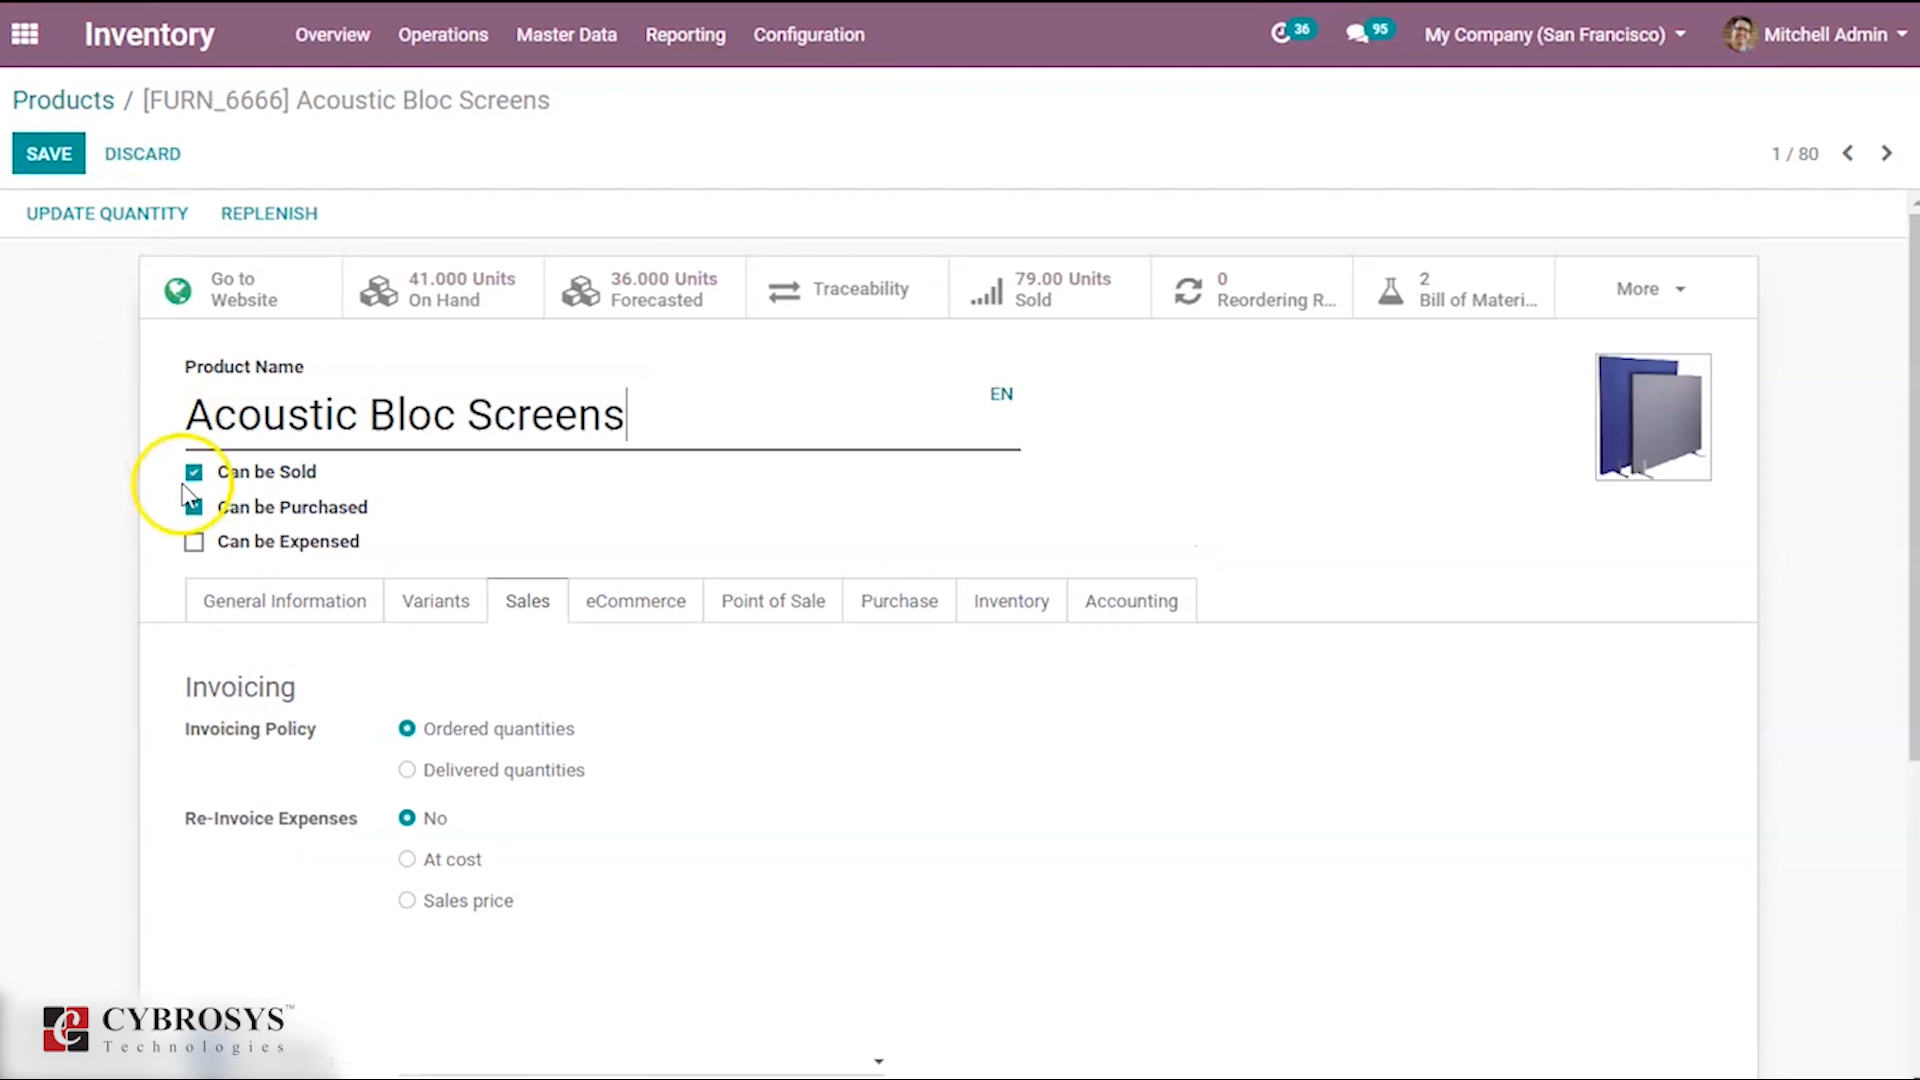 Inventory Overview Operations Master Data Reporting Configuration 36 95 My Company (San Francisco) Mitchell Admin
Products / [FURN_6666] Acoustic Bloc Screens
SAVE DISCARD 1 / 80
UPDATE QUANTITY REPLENISH
Go to Website
41.000 Units On Hand
36.000 Units Forecasted
Traceability
79.00 Units Sold
0 Reordering R...
2 Bill of Materi...
More
Product Name
Acoustic Bloc Screens EN
Can be Sold
Can be Purchased
Can be Expensed
General Information Variants Sales eCommerce Point of Sale Purchase Inventory Accounting
Invoicing
Invoicing Policy Ordered quantities
Delivered quantities
Re-Invoice Expenses No
At cost
Sales price
CYBROSYS™
Technologies